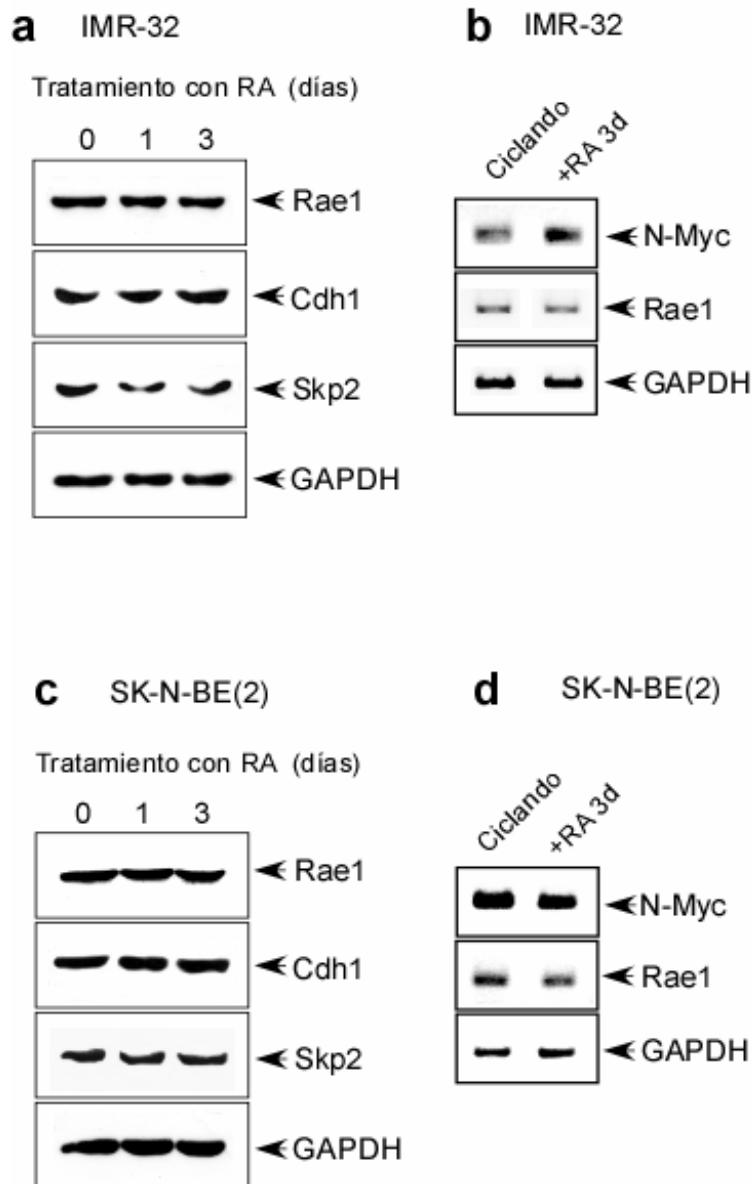 a IMR-32
Tratamiento con RA (días)
0 1 3
Rae1
Cdh1
Skp2
GAPDH
b IMR-32
Ciclando +RA 3d
N-Myc
Rae1
GAPDH
c SK-N-BE(2)
Tratamiento con RA (días)
0 1 3
Rae1
Cdh1
Skp2
GAPDH
d SK-N-BE(2)
Ciclando +RA 3d
N-Myc
Rae1
GAPDH